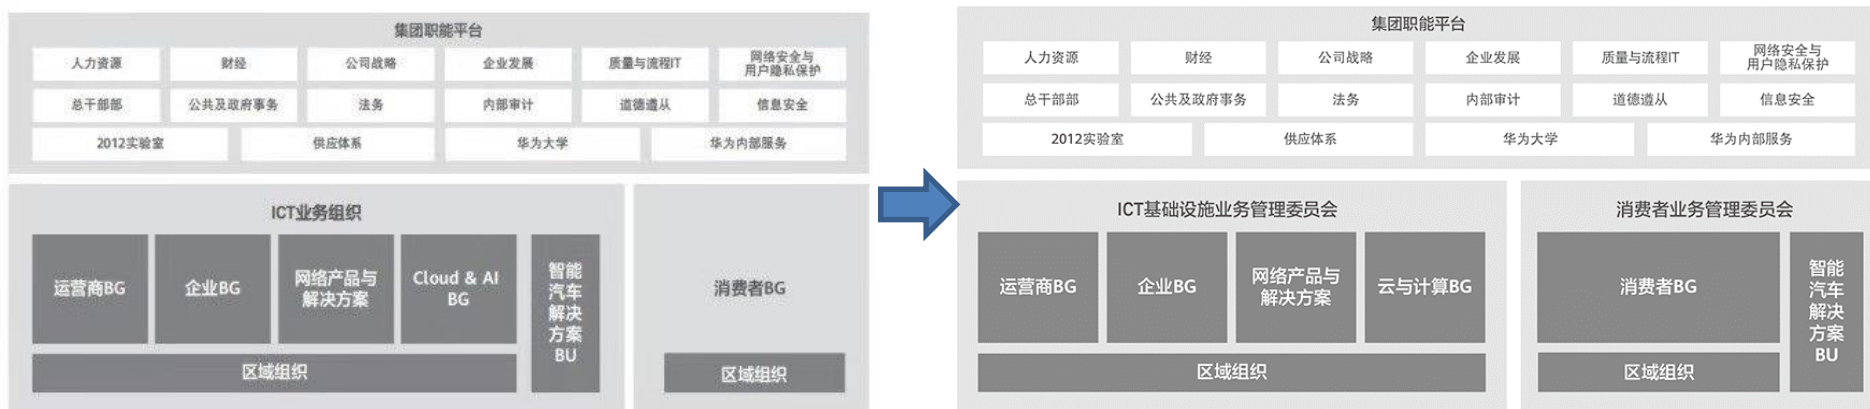 集团职能平台
人力资源
财经
公司战略
企业发展
质量与流程IT
网络安全与
用户隐私保护
总干部部
公共及政府事务
法务
内部审计
道德遵从
信息安全
2012实验室
供应体系
华为大学
华为内部服务
ICT业务组织
运营商BG
企业BG
网络产品与
解决方案
Cloud & AI
BG
智能
汽车
解决
方案
BU
区域组织
消费者BG
区域组织
集团职能平台
人力资源
财经
公司战略
企业发展
质量与流程IT
网络安全与
用户隐私保护
总干部部
公共及政府事务
法务
内部审计
道德遵从
信息安全
2012实验室
供应体系
华为大学
华为内部服务
ICT基础设施业务管理委员会
运营商BG
企业BG
网络产品与
解决方案
云与计算BG
区域组织
消费者业务管理委员会
消费者BG
区域组织
智能
汽车
解决
方案
BU